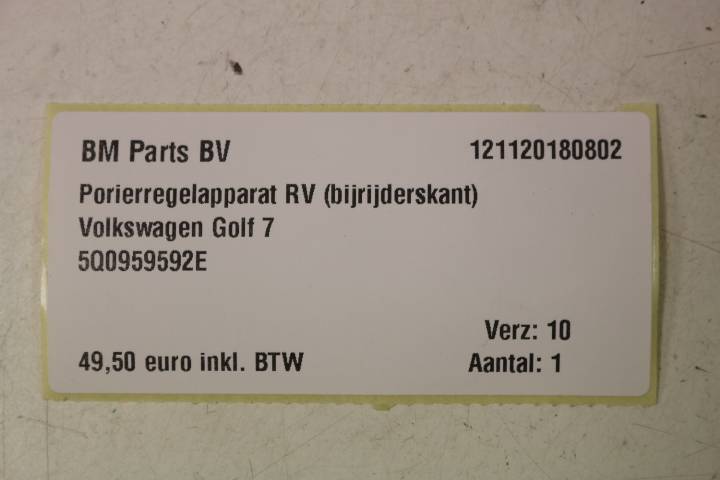 BM Parts BV 121120180802
Porierregelapparat RV (bijrijderskant)
Volkswagen Golf 7
5Q0959592E
Verz: 10
49,50 euro inkl. BTW Aantal: 1